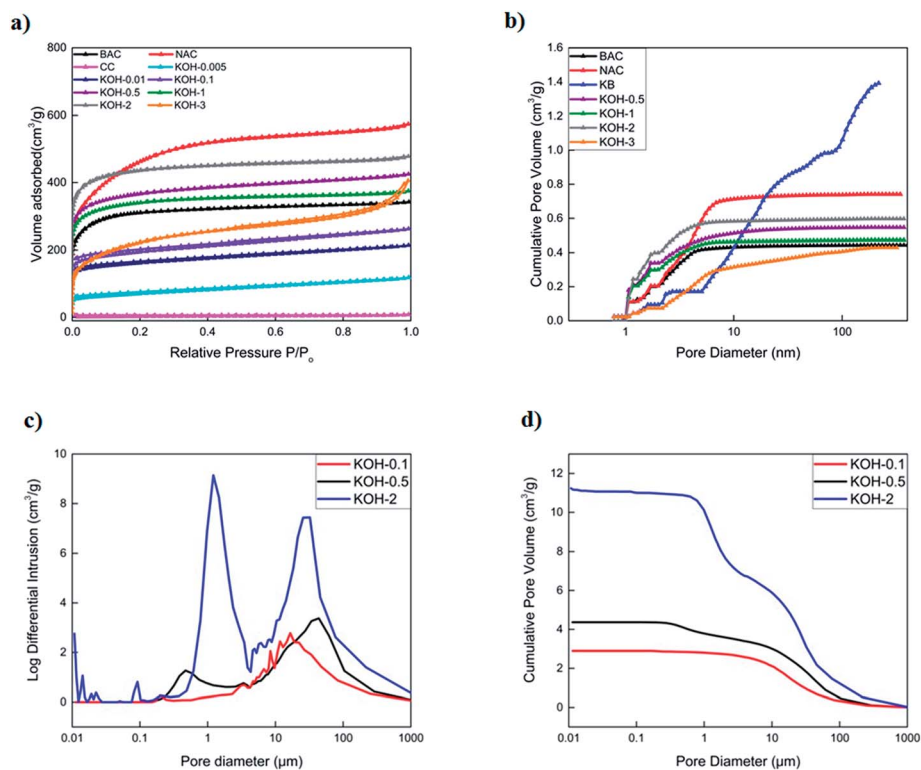 a)
800
600
400
200
0
0.0 0.2 0.4 0.6 0.8 1.0
Volume adsorbed(cm³/g)
Relative Pressure P/Pₒ
BAC NAC
CC KOH-0.005
KOH-0.01 KOH-0.1
KOH-0.5 KOH-1
KOH-2 KOH-3
b)
1.6
1.4
1.2
1.0
0.8
0.6
0.4
0.2
0.0
1 10 100
Cumulative Pore Volume (cm³/g)
Pore Diameter (nm)
BAC
NAC
KB
KOH-0.5
KOH-1
KOH-2
KOH-3
c)
10
8
6
4
2
0
0.01 0.1 1 10 100 1000
Log Differential Intrusion (cm³/g)
Pore diameter (µm)
KOH-0.1
KOH-0.5
KOH-2
d)
12
10
8
6
4
2
0
0.01 0.1 1 10 100 1000
Cumulative Pore Volume (cm³/g)
Pore Diameter (µm)
KOH-0.1
KOH-0.5
KOH-2